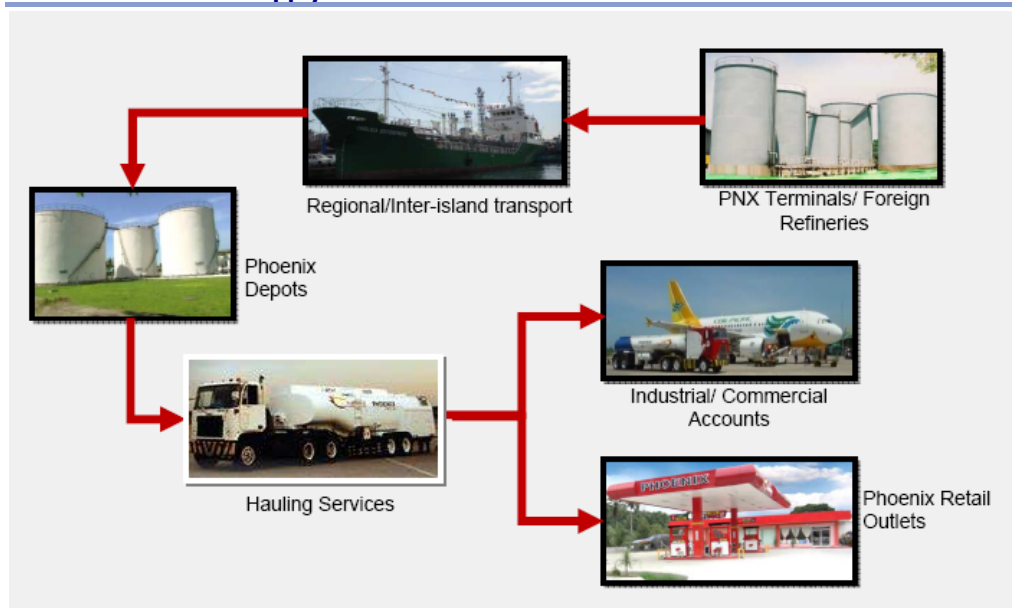 PNX Terminals/ Foreign
Refineries
Regional/Inter-island transport
Phoenix
Depots
Hauling Services
Industrial/ Commercial
Accounts
Phoenix Retail
Outlets
PHOENIX